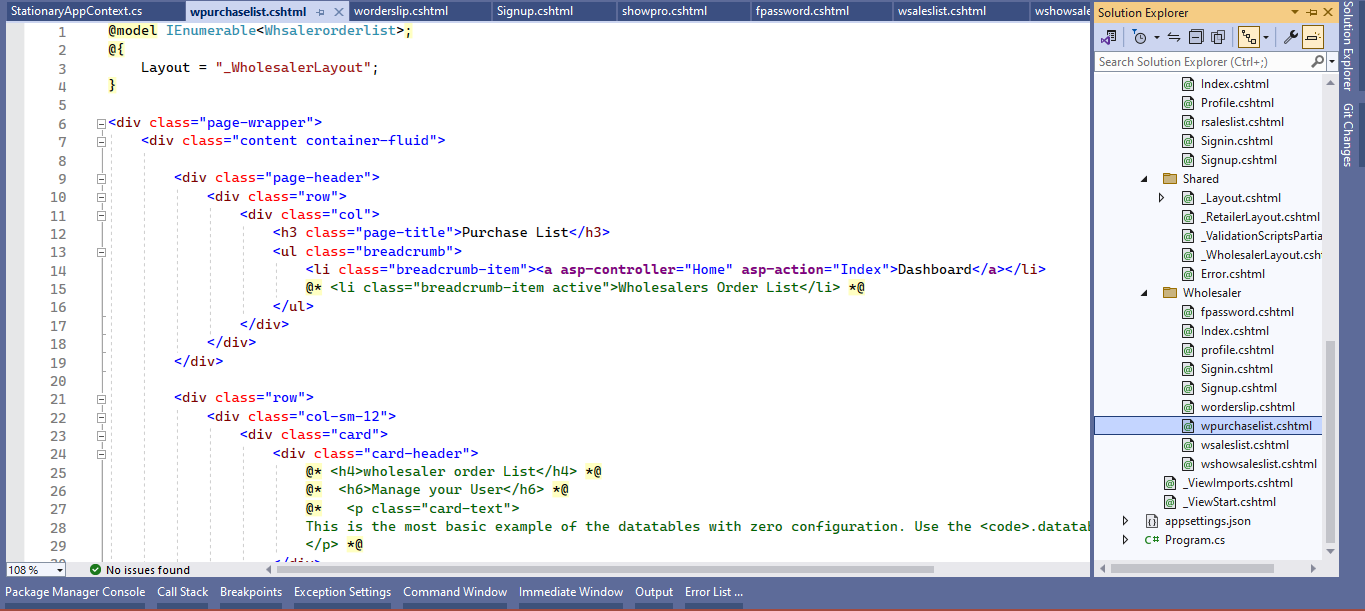 StationaryAppContext.cs wpurchaselist.cshtml worderslip.cshtml Signup.cshtml showpro.cshtml fpassword.cshtml wsaleslist.cshtml wshowsale
1 @model IEnumerable<Whsalerorderlist>;
2 @{
3 Layout = "_WholesalerLayout";
4 }
5
6 <div class="page-wrapper">
7 <div class="content container-fluid">
8
9 <div class="page-header">
10 <div class="row">
11 <div class="col">
12 <h3 class="page-title">Purchase List</h3>
13 <ul class="breadcrumb">
14 <li class="breadcrumb-item"><a asp-controller="Home" asp-action="Index">Dashboard</a></li>
15 @* <li class="breadcrumb-item active">Wholesalers Order List</li> *@
16 </ul>
17 </div>
18 </div>
19 </div>
20
21 <div class="row">
22 <div class="col-sm-12">
23 <div class="card">
24 <div class="card-header">
25 @* <h4>wholesaler order List</h4> *@
26 @* <h6>Manage your User</h6> *@
27 @* <p class="card-text">
28 This is the most basic example of the datatables with zero configuration. Use the <code>.datatab
29 </p> *@
108 % No issues found
Package Manager Console Call Stack Breakpoints Exception Settings Command Window Immediate Window Output Error List ...
Solution Explorer
Search Solution Explorer (Ctrl+;)
Index.cshtml
Profile.cshtml
rsaleslist.cshtml
Signin.cshtml
Signup.cshtml
Shared
_Layout.cshtml
_RetailerLayout.cshtml
_ValidationScriptsPartia
_WholesalerLayout.csht
Error.cshtml
Wholesaler
fpassword.cshtml
Index.cshtml
profile.cshtml
Signin.cshtml
Signup.cshtml
worderslip.cshtml
wpurchaselist.cshtml
wsaleslist.cshtml
wshowsaleslist.cshtml
_ViewImports.cshtml
_ViewStart.cshtml
appsettings.json
C# Program.cs
Solution Explorer
Git Changes